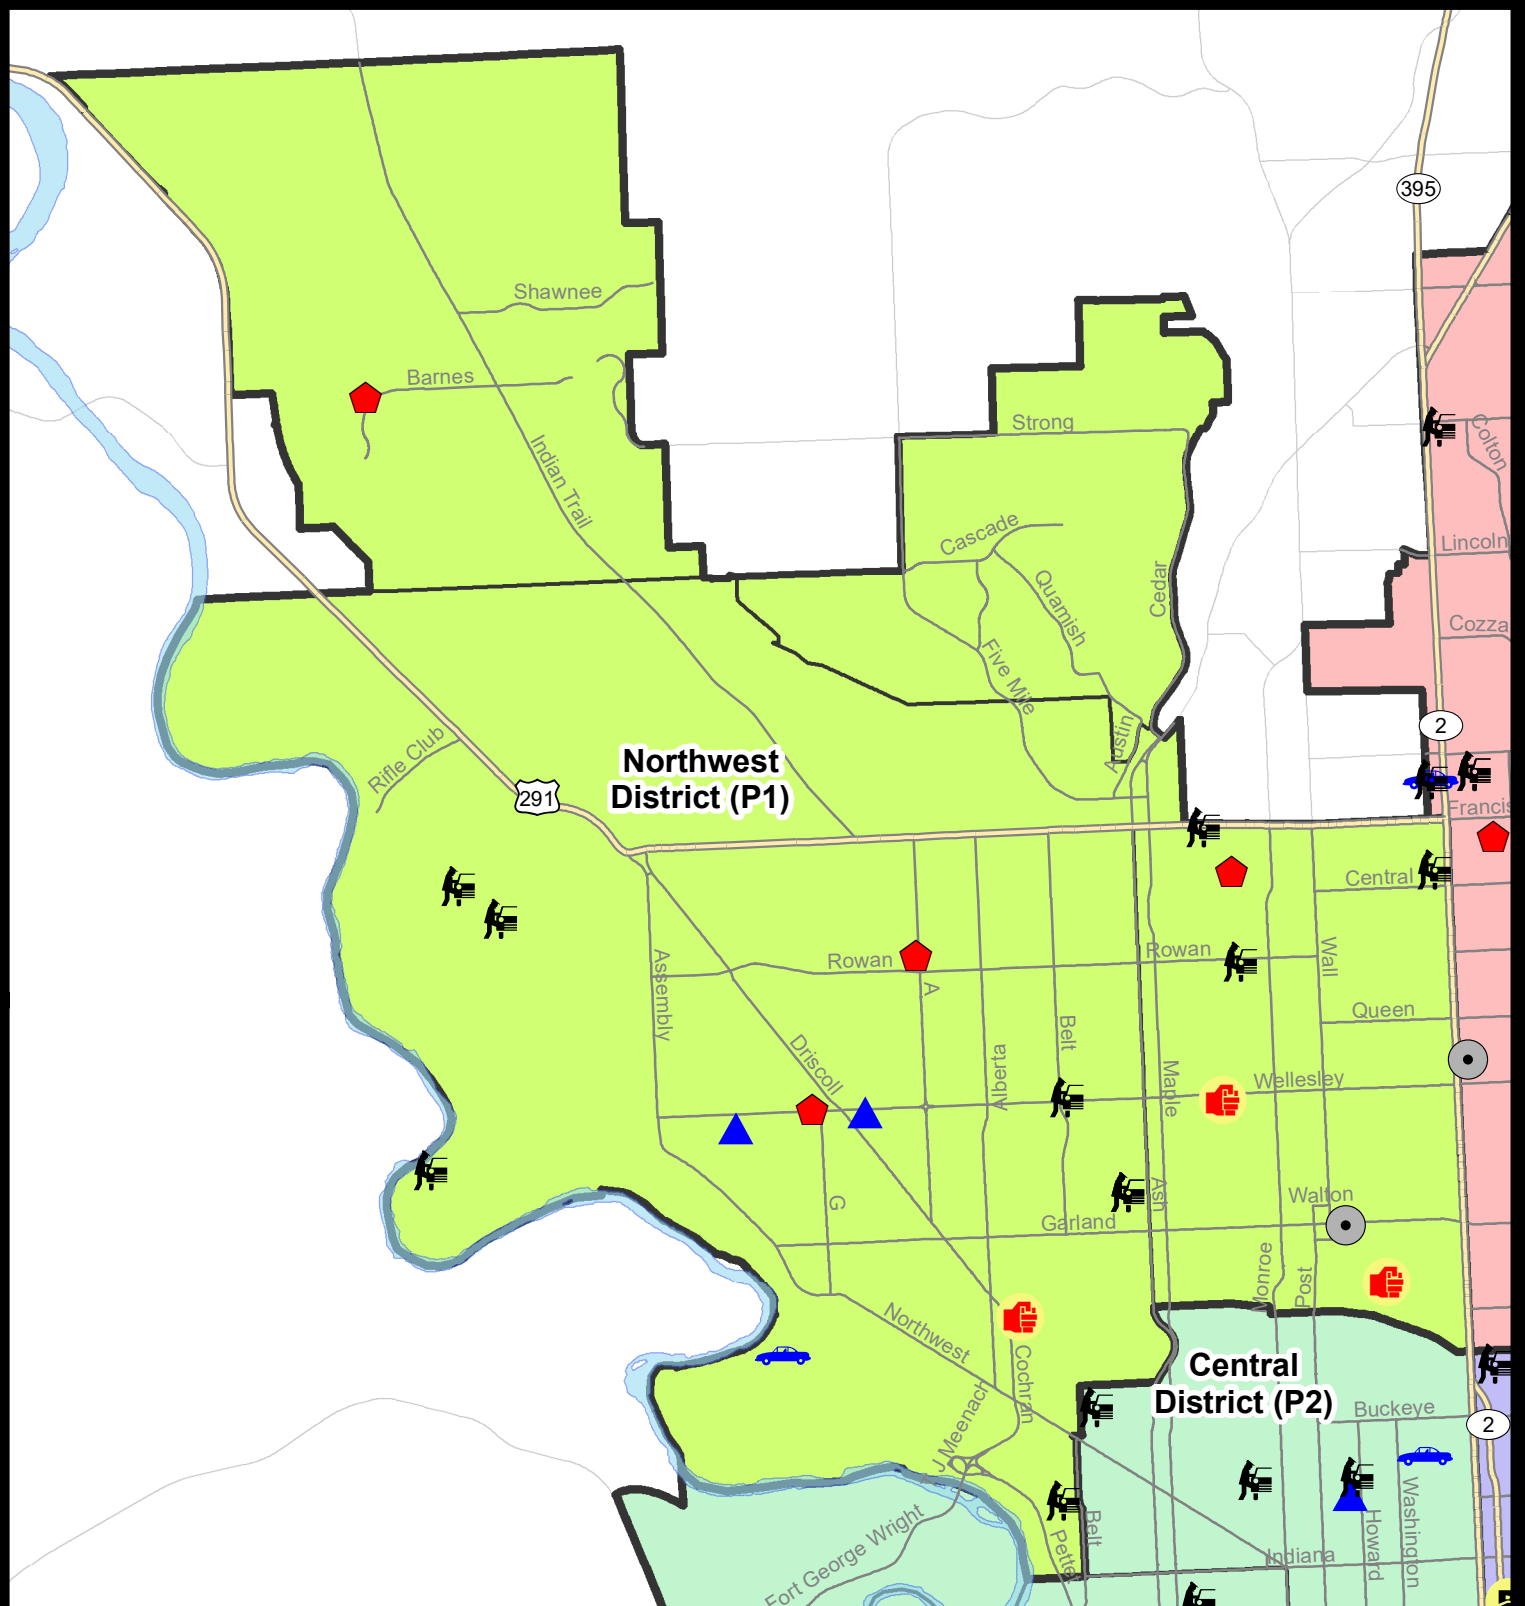 395
Shawnee
Barnes
Strong
Colton
Indian Trail
Cascade
Lincoln
Quamish
Cedar
Cozza
Five Mile
2
Austin
Rifle Club
Northwest
District (P1)
291
Francis
Central
Rowan
Rowan
Wall
Assembly
A
Queen
Belt
Driscoll
Alberta
Maple
Wellesley
Ash
Walton
G
Garland
Monroe
Post
Northwest
Cochran
Central
District (P2)
Buckeye
2
T J Meenach
Washington
Howard
Belt
Fort George Wright
Pettet
Indiana